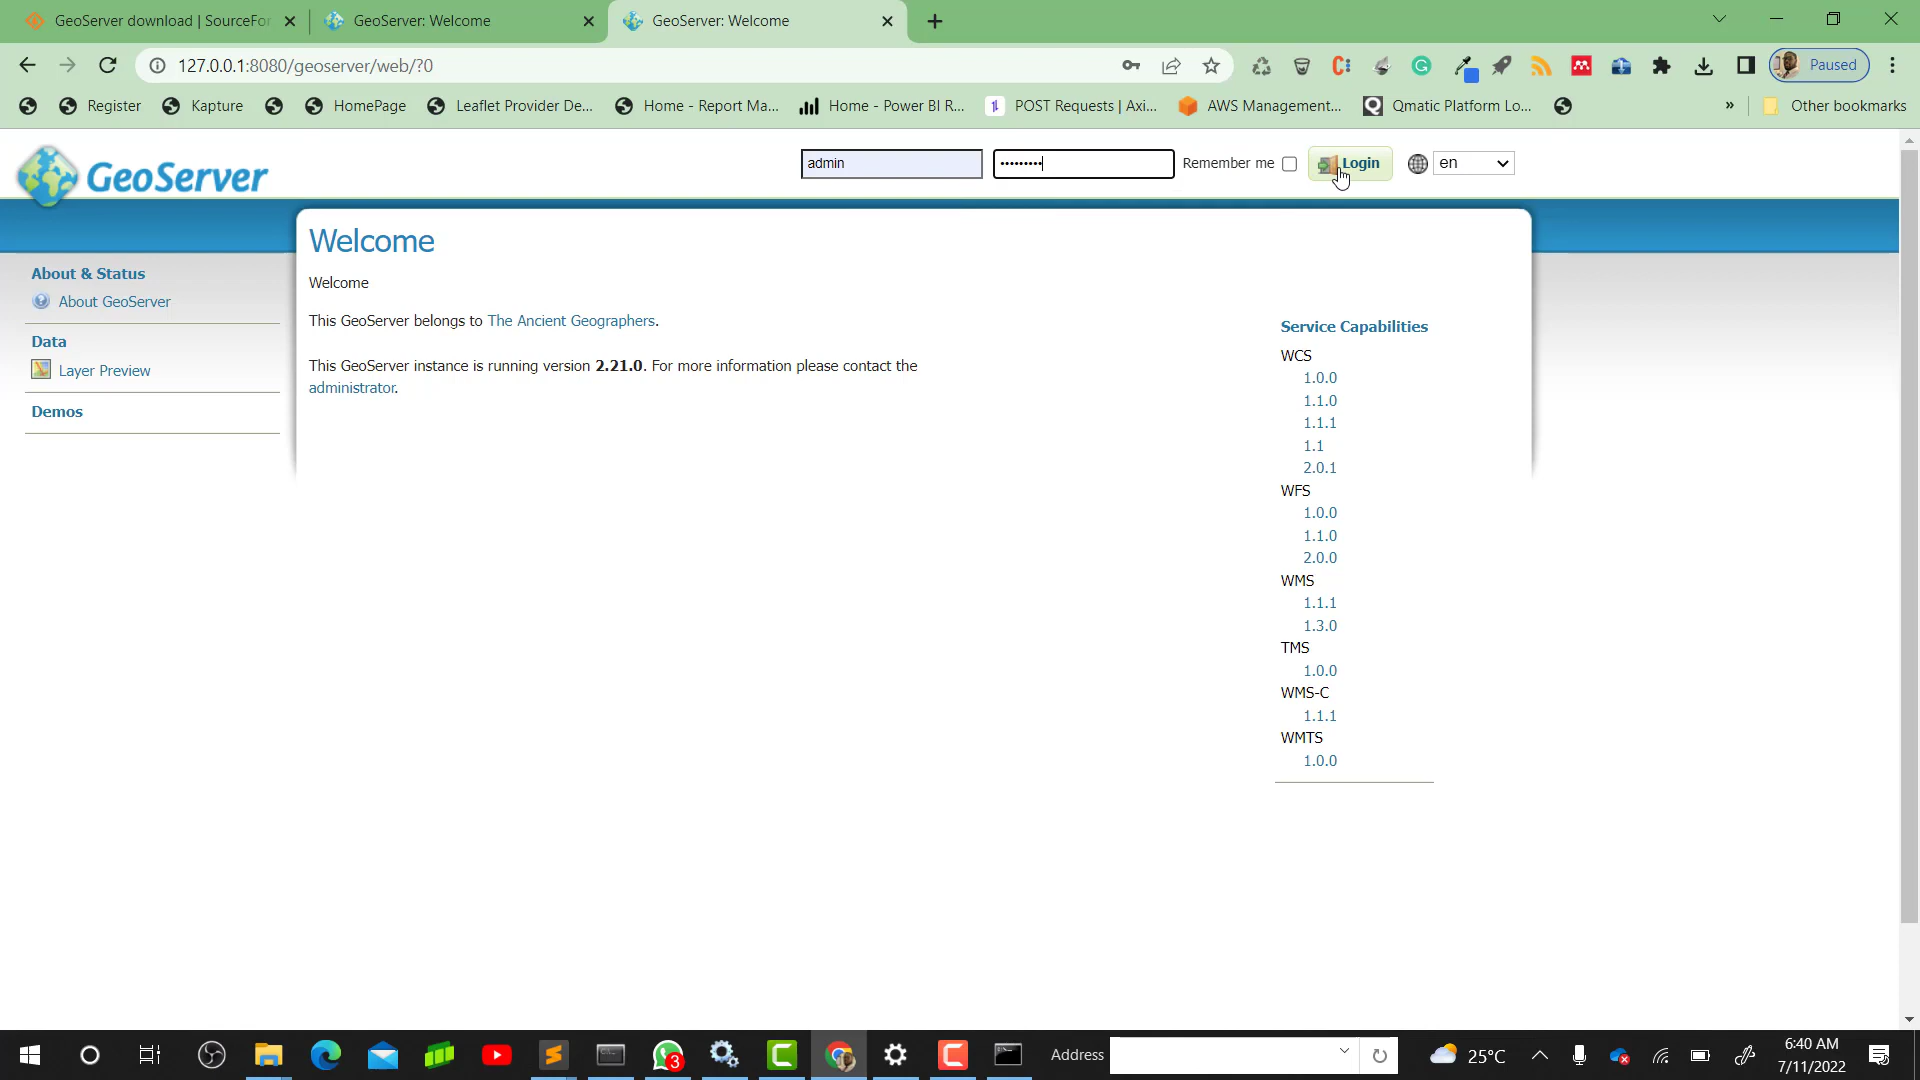 GeoServer download | SourceFor
GeoServer: Welcome
GeoServer: Welcome
127.0.0.1:8080/geoserver/web/?0
Paused
Register
Kapture
HomePage
Leaflet Provider De...
Home - Report Ma...
Home - Power BI R...
POST Requests | Axi...
AWS Management...
Qmatic Platform Lo...
»
Other bookmarks
GeoServer
admin
•••••••••
Remember me
Login
en
Welcome
Welcome
This GeoServer belongs to The Ancient Geographers.
This GeoServer instance is running version 2.21.0. For more information please contact the
administrator.
About & Status
About GeoServer
Data
Layer Preview
Demos
Service Capabilities
WCS
1.0.0
1.1.0
1.1.1
1.1
2.0.1
WFS
1.0.0
1.1.0
2.0.0
WMS
1.1.1
1.3.0
TMS
1.0.0
WMS-C
1.1.1
WMTS
1.0.0
3
Address
25°C
6:40 AM
7/11/2022